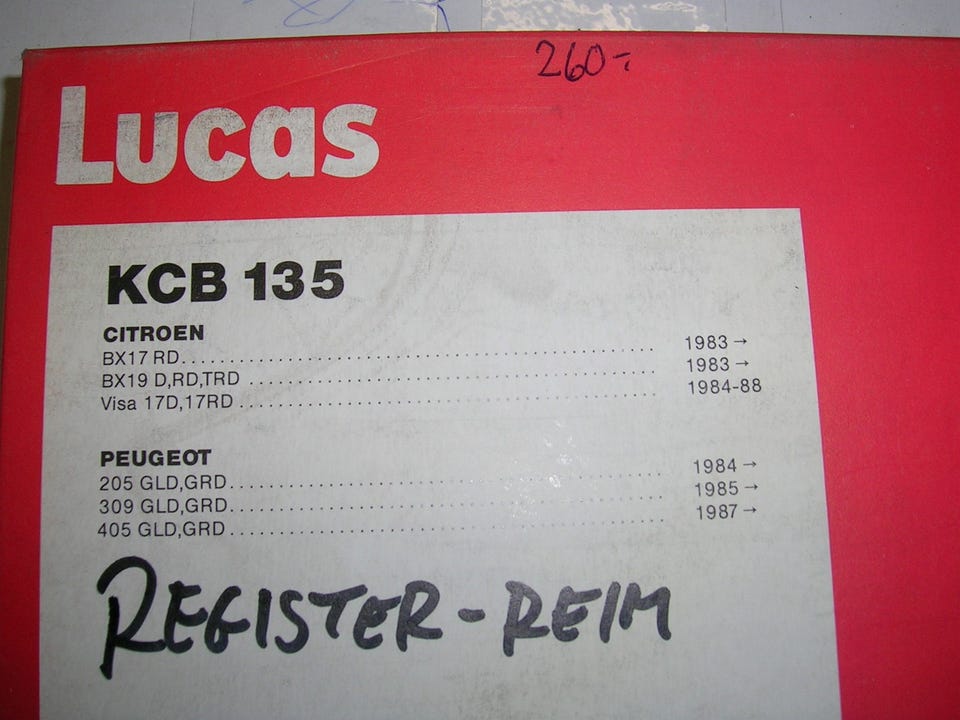 260-
Lucas
KCB 135
CITROEN
BX17 RD........................................ 1983→
BX19 D,RD,TRD .................................. 1983→
Visa 17D,17RD................................... 1984-88
PEUGEOT
205 GLD,GRD..................................... 1984→
309 GLD,GRD..................................... 1985→
405 GLD,GRD..................................... 1987→
REGISTER-REIM